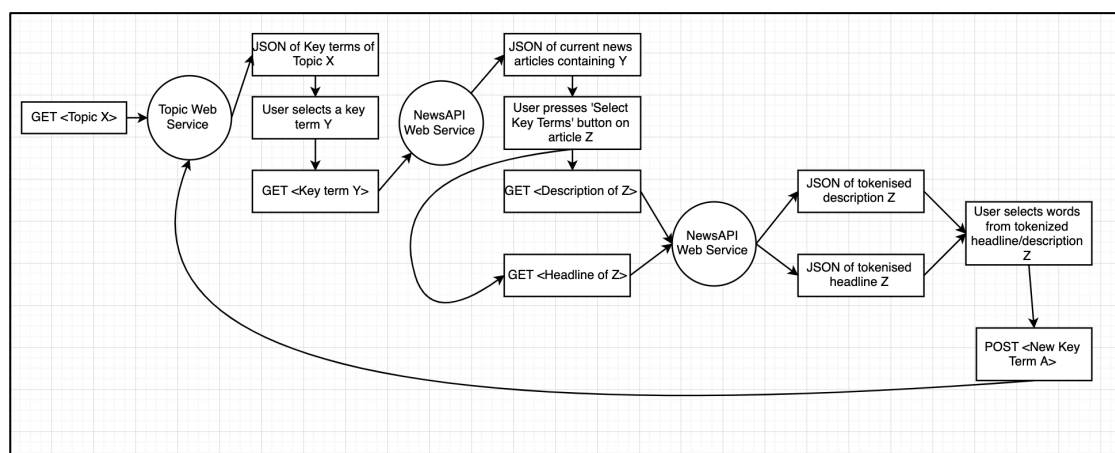 GET <Topic X>
Topic Web
Service
JSON of Key terms of
Topic X
User selects a key
term Y
GET <Key term Y>
NewsAPI
Web Service
JSON of current news
articles containing Y
User presses 'Select
Key Terms' button on
article Z
GET <Description of Z>
GET <Headline of Z>
NewsAPI
Web Service
JSON of tokenised
description Z
JSON of tokenised
headline Z
User selects words
from tokenized
headline/description
Z
POST <New Key
Term A>